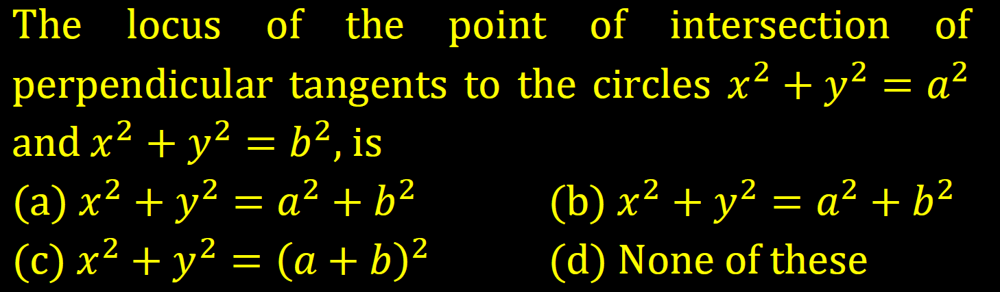 The locus of the point of intersection of
perpendicular tangents to the circles x² + y² = a²
and x² + y² = b², is
(a) x² + y² = a² + b² (b) x² + y² = a² + b²
(c) x² + y² = (a + b)² (d) None of these